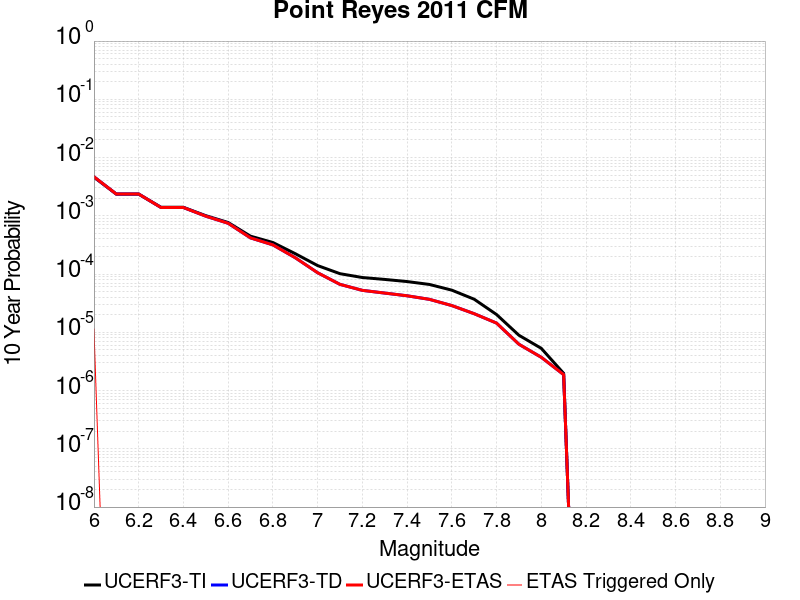 Point Reyes 2011 CFM
10 0
10 -1
10 -2
10 -3
10 -4
10 -5
10 -6
10 -7
10 -8
10 Year Probability
6 6.2 6.4 6.6 6.8 7 7.2 7.4 7.6 7.8 8 8.2 8.4 8.6 8.8 9
Magnitude
UCERF3-TI UCERF3-TD UCERF3-ETAS ETAS Triggered Only